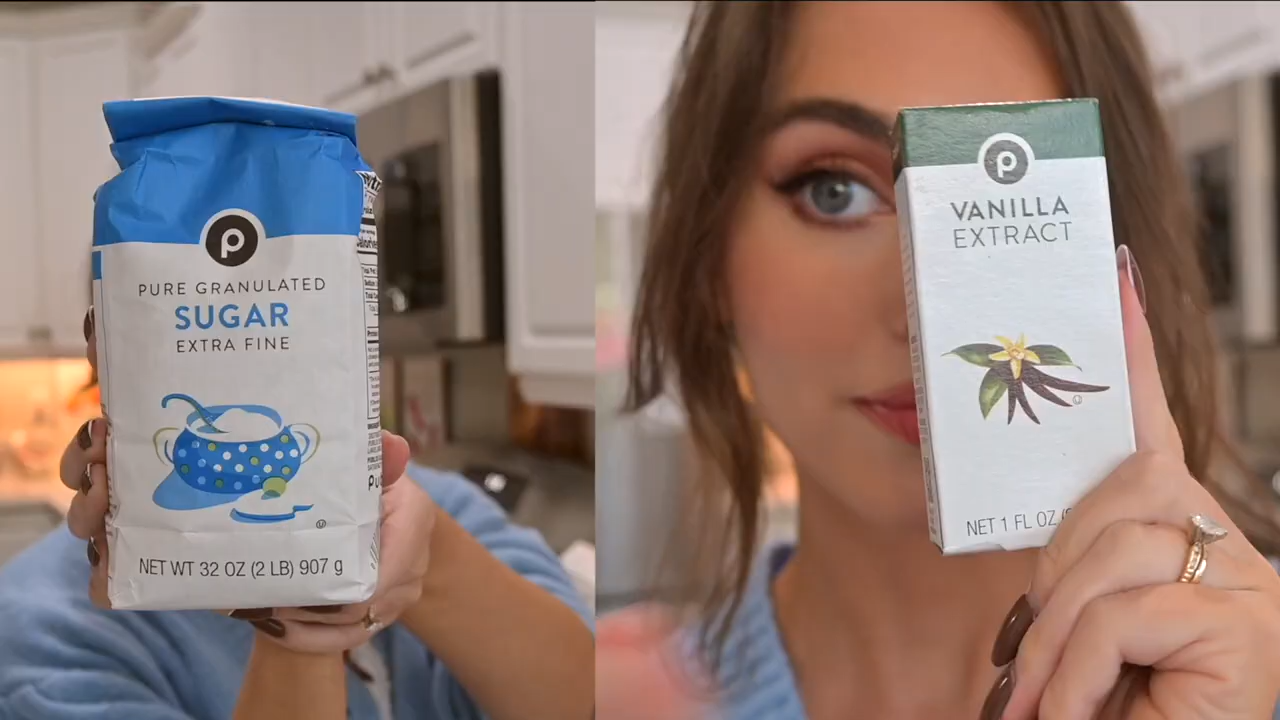 P
PURE GRANULATED
SUGAR
EXTRA FINE
NET WT 32 OZ (2 LB) 907 g
P
VANILLA
EXTRACT
NET 1 FL OZ